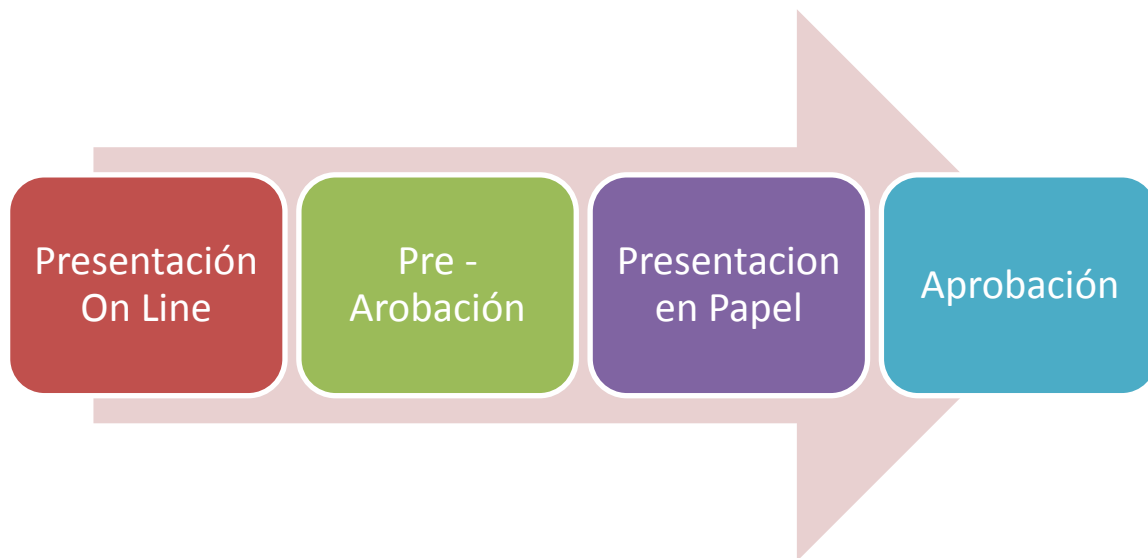 Presentación
On Line
Pre -
Arobación
Presentacion
en Papel
Aprobación